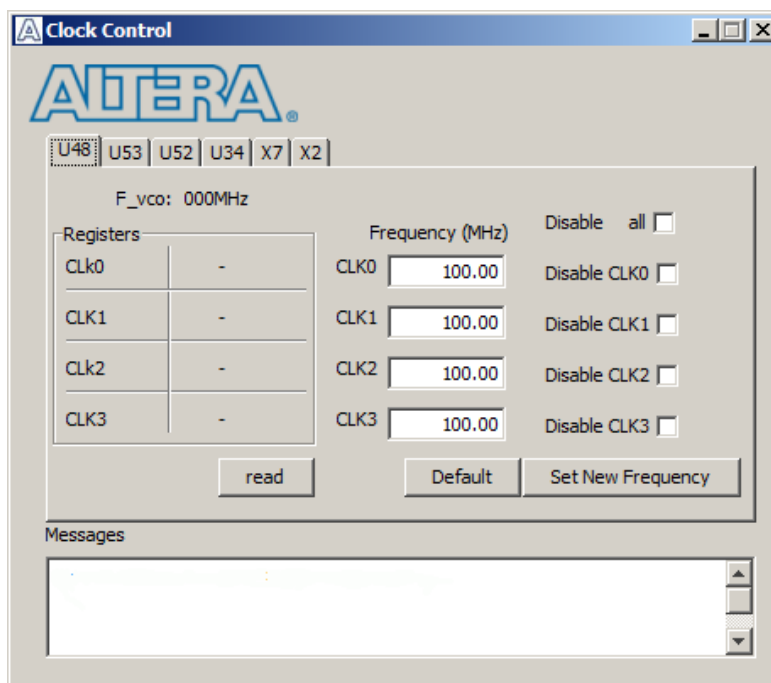 Clock Control
ALTERA®
U48 U53 U52 U34 X7 X2
F_vco: 000MHz
Registers
CLk0 -
CLK1 -
CLk2 -
CLK3 -
Frequency (MHz)
CLK0 100.00
CLK1 100.00
CLK2 100.00
CLK3 100.00
Disable all
Disable CLK0
Disable CLK1
Disable CLK2
Disable CLK3
read Default Set New Frequency
Messages